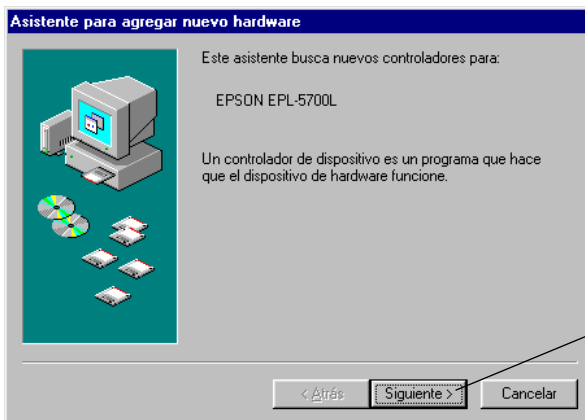 Asistente para agregar nuevo hardware
Este asistente busca nuevos controladores para:
EPSON EPL-5700L
Un controlador de dispositivo es un programa que hace
que el dispositivo de hardware funcione.
< Atrás
Siguiente >
Cancelar